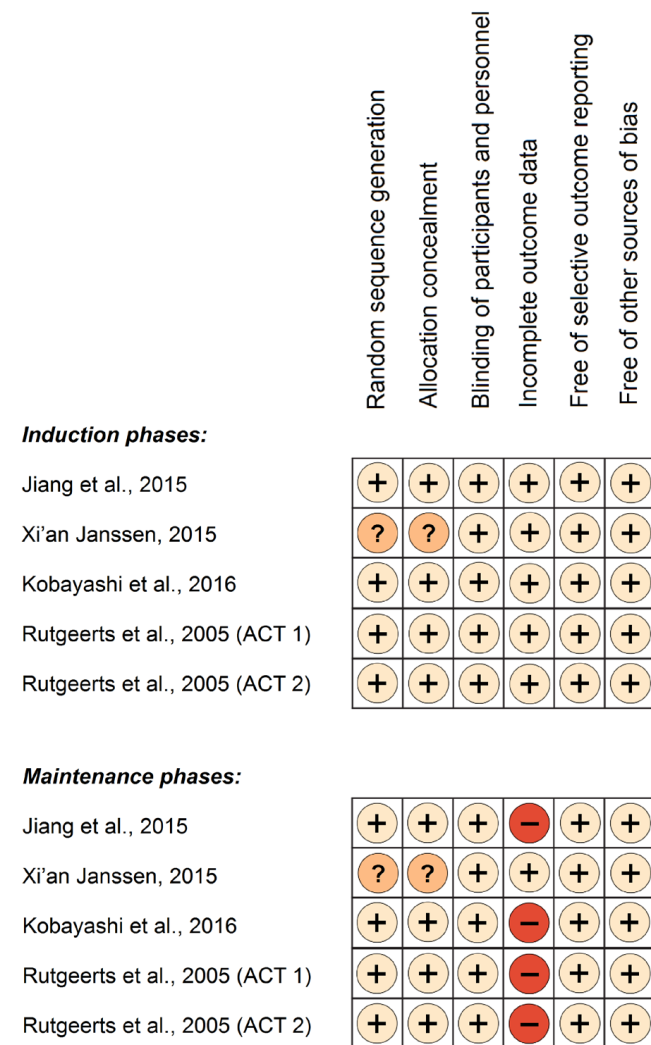 Random sequence generation
Allocation concealment
Blinding of participants and personnel
Incomplete outcome data
Free of selective outcome reporting
Free of other sources of bias
Induction phases:
Jiang et al., 2015 + + + + + +
Xi'an Janssen, 2015 ? ? + + + +
Kobayashi et al., 2016 + + + + + +
Rutgeerts et al., 2005 (ACT 1) + + + + + +
Rutgeerts et al., 2005 (ACT 2) + + + + + +
Maintenance phases:
Jiang et al., 2015 + + + − + +
Xi'an Janssen, 2015 ? ? + + + +
Kobayashi et al., 2016 + + + − + +
Rutgeerts et al., 2005 (ACT 1) + + + − + +
Rutgeerts et al., 2005 (ACT 2) + + + − + +